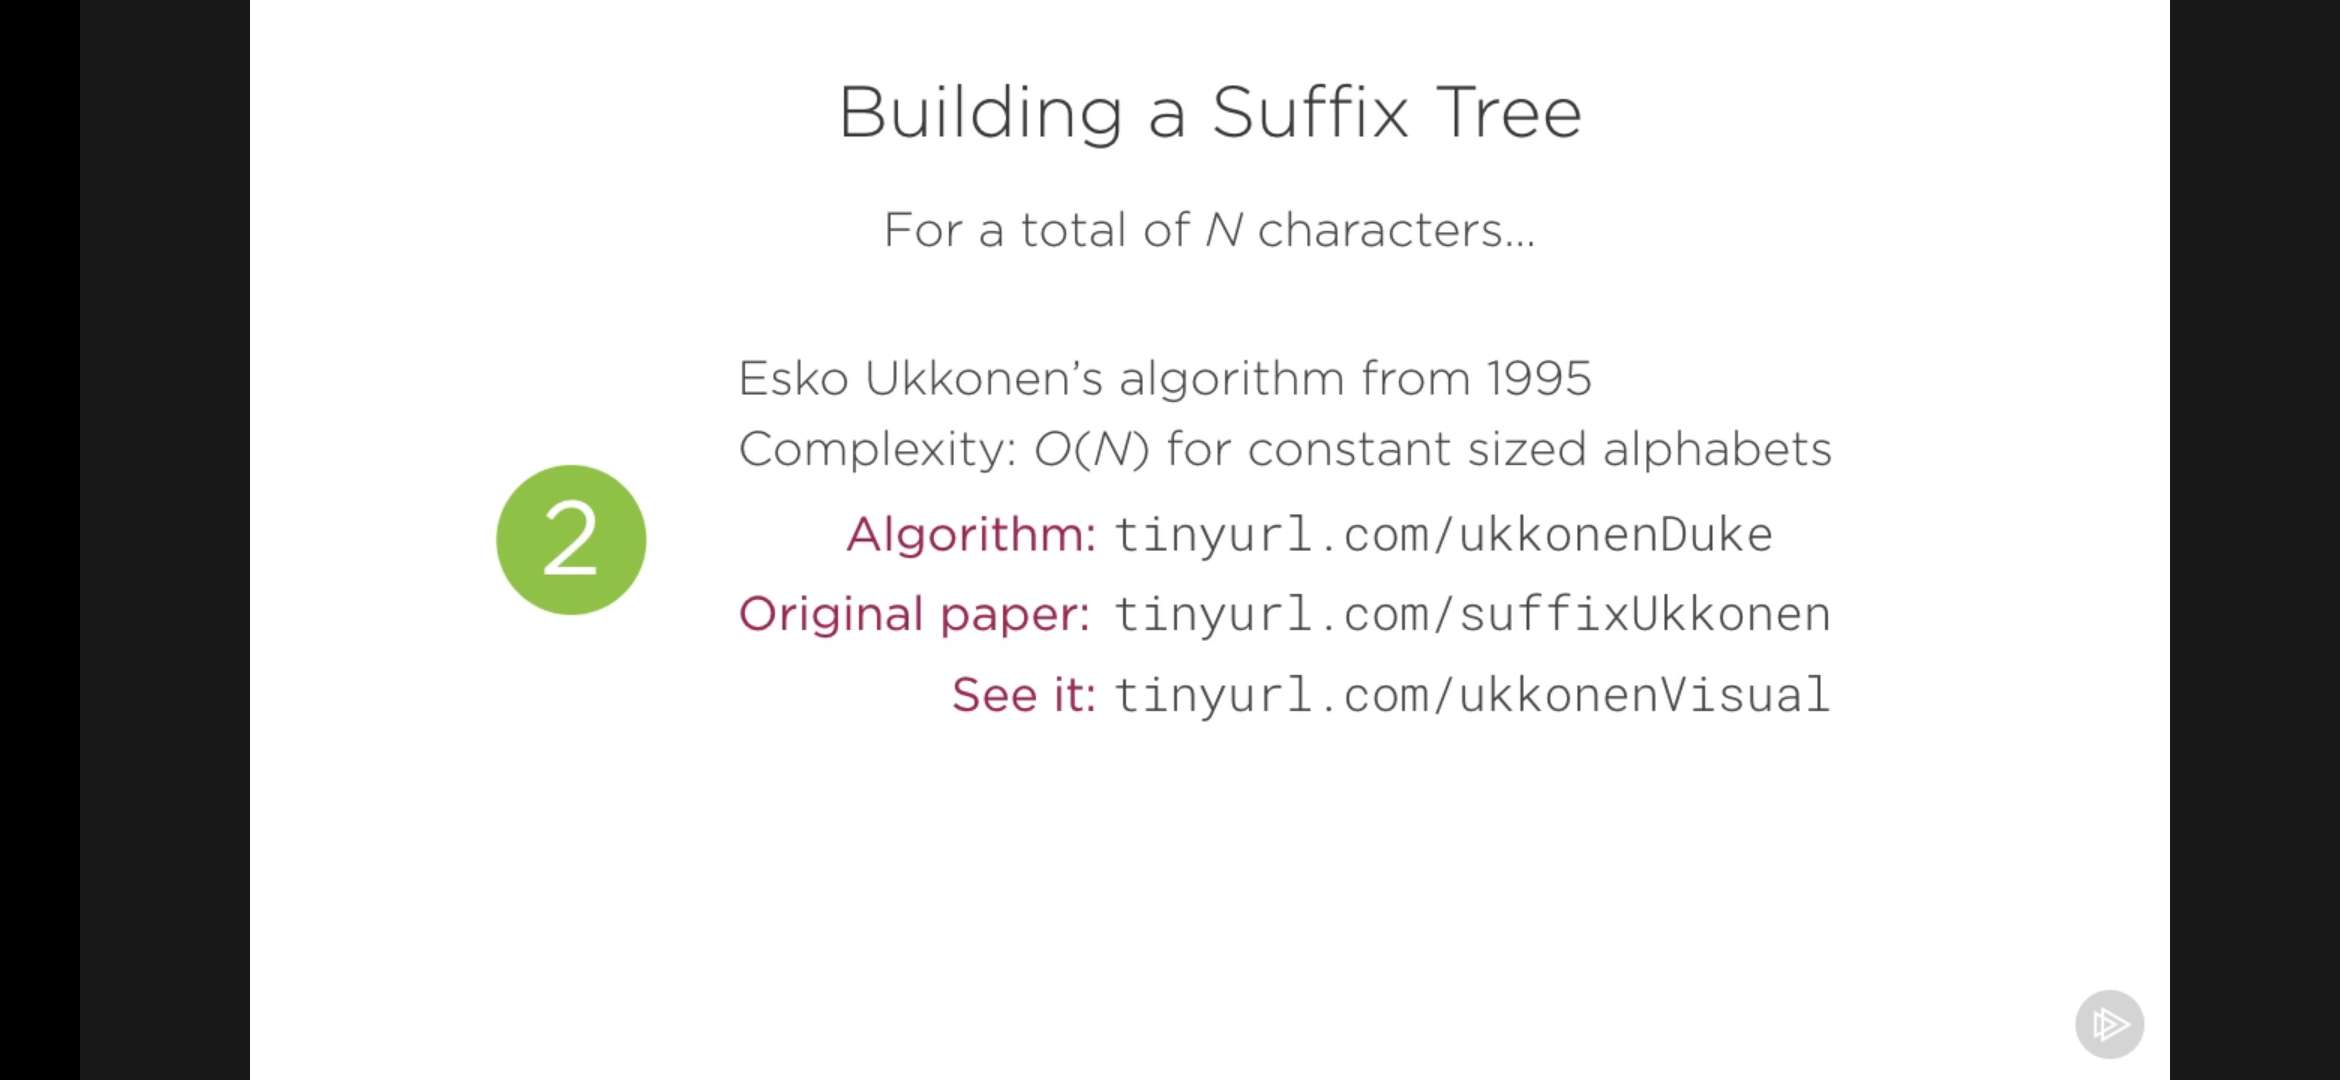 Building a Suffix Tree
For a total of N characters...
Esko Ukkonen’s algorithm from 1995
Complexity: O(N) for constant sized alphabets
2
Algorithm: tinyurl.com/ukkonenDuke
Original paper: tinyurl.com/suffixUkkonen
See it: tinyurl.com/ukkonenVisual